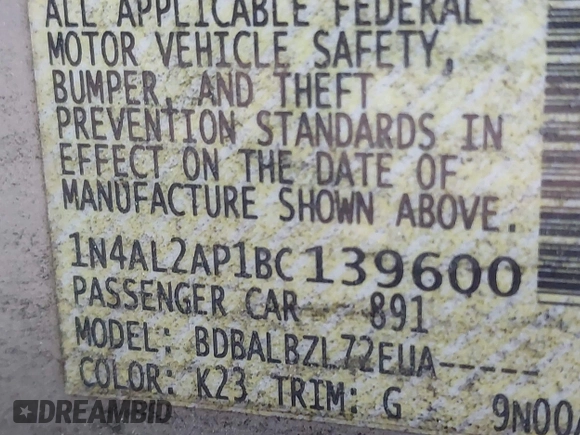 ALL APPLICABLE FEDERAL
MOTOR VEHICLE SAFETY,
BUMPER, AND THEFT
PREVENTION STANDARDS IN
EFFECT ON THE DATE OF
MANUFACTURE SHOWN ABOVE.
1N4AL2AP1BC139600
PASSENGER CAR 891
MODEL: BDBALBZL72EUA-----
COLOR: K23 TRIM: G 9N00
DREAMBID